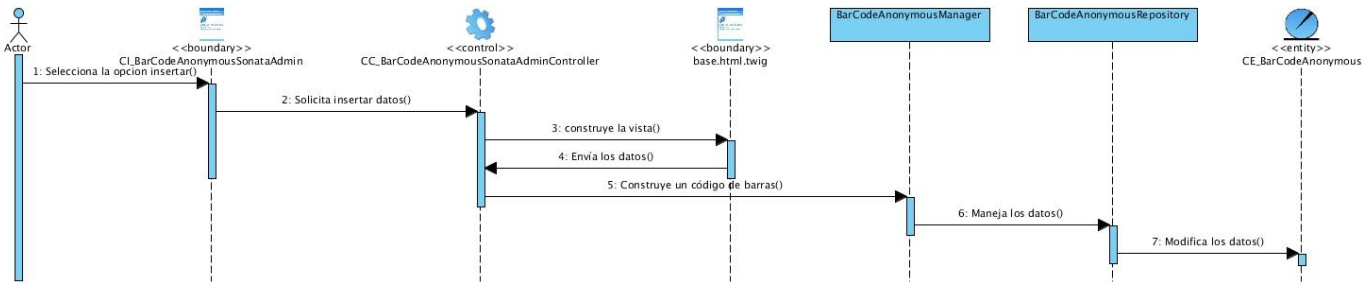 BarCodeAnonymousManager
BarCodeAnonymousRepository
Actor
<<boundary>>
CI_BarCodeAnonymousSonataAdmin
<<control>>
CC_BarCodeAnonymousSonataAdminController
<<boundary>>
base.html.twig
<<entity>>
CE_BarCodeAnonymous
1: Selecciona la opcion insertar()
2: Solicita insertar datos()
3: construye la vista()
4: Envía los datos()
5: Construye un código de barras()
6: Maneja los datos()
7: Modifica los datos()